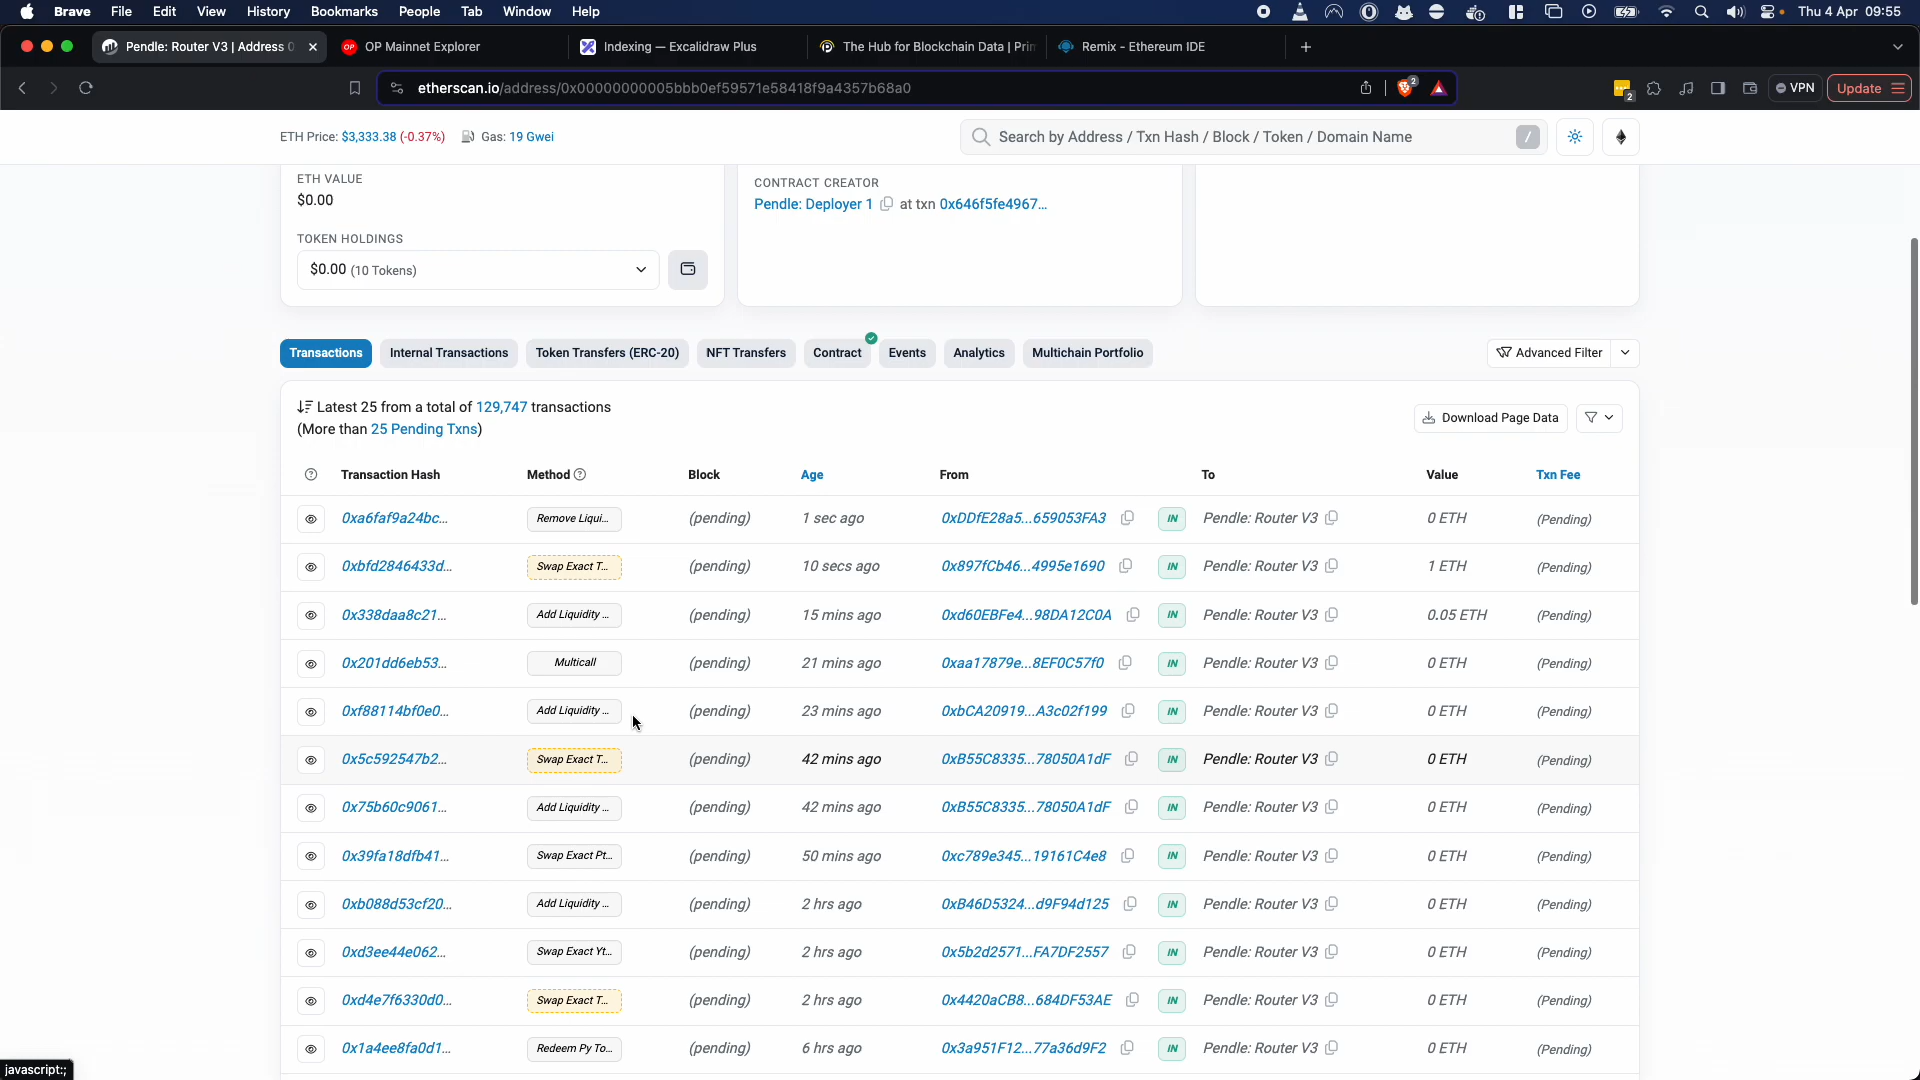 Brave File Edit View History Bookmarks People Tab Window Help Thu 4 Apr 09:55
Pendle: Router V3 | Address 0 OP Mainnet Explorer Indexing — Excalidraw Plus The Hub for Blockchain Data | Prim Remix - Ethereum IDE
etherscan.io/address/0x00000000005bbb0ef59571e58418f9a4357b68a0 2 2 VPN Update
ETH Price: $3,333.38 (-0.37%) Gas: 19 Gwei Search by Address / Txn Hash / Block / Token / Domain Name /
ETH VALUE
$0.00
CONTRACT CREATOR
Pendle: Deployer 1 at txn 0x646f5fe4967...
TOKEN HOLDINGS
$0.00 (10 Tokens)
Transactions Internal Transactions Token Transfers (ERC-20) NFT Transfers Contract Events Analytics Multichain Portfolio Advanced Filter
Latest 25 from a total of 129,747 transactions
(More than 25 Pending Txns)
Download Page Data
Transaction Hash Method Block Age From To Value Txn Fee
0xa6faf9a24bc... Remove Liqui... (pending) 1 sec ago 0xDDfE28a5...659053FA3 IN Pendle: Router V3 0 ETH (Pending)
0xbfd2846433d... Swap Exact T... (pending) 10 secs ago 0x897fCb46...4995e1690 IN Pendle: Router V3 1 ETH (Pending)
0x338daa8c21... Add Liquidity ... (pending) 15 mins ago 0xd60EBFe4...98DA12C0A IN Pendle: Router V3 0.05 ETH (Pending)
0x201dd6eb53... Multicall (pending) 21 mins ago 0xaa17879e...8EF0C57f0 IN Pendle: Router V3 0 ETH (Pending)
0xf88114bf0e0... Add Liquidity ... (pending) 23 mins ago 0xbCA20919...A3c02f199 IN Pendle: Router V3 0 ETH (Pending)
0x5c592547b2... Swap Exact T... (pending) 42 mins ago 0xB55C8335...78050A1dF IN Pendle: Router V3 0 ETH (Pending)
0x75b60c9061... Add Liquidity ... (pending) 42 mins ago 0xB55C8335...78050A1dF IN Pendle: Router V3 0 ETH (Pending)
0x39fa18dfb41... Swap Exact Pt... (pending) 50 mins ago 0xc789e345...19161C4e8 IN Pendle: Router V3 0 ETH (Pending)
0xb088d53cf20... Add Liquidity ... (pending) 2 hrs ago 0xB46D5324...d9F94d125 IN Pendle: Router V3 0 ETH (Pending)
0xd3ee44e062... Swap Exact Yt... (pending) 2 hrs ago 0x5b2d2571...FA7DF2557 IN Pendle: Router V3 0 ETH (Pending)
0xd4e7f6330d0... Swap Exact T... (pending) 2 hrs ago 0x4420aCB8...684DF53AE IN Pendle: Router V3 0 ETH (Pending)
0x1a4ee8fa0d1... Redeem Py To... (pending) 6 hrs ago 0x3a951F12...77a36d9F2 IN Pendle: Router V3 0 ETH (Pending)
javascript:;